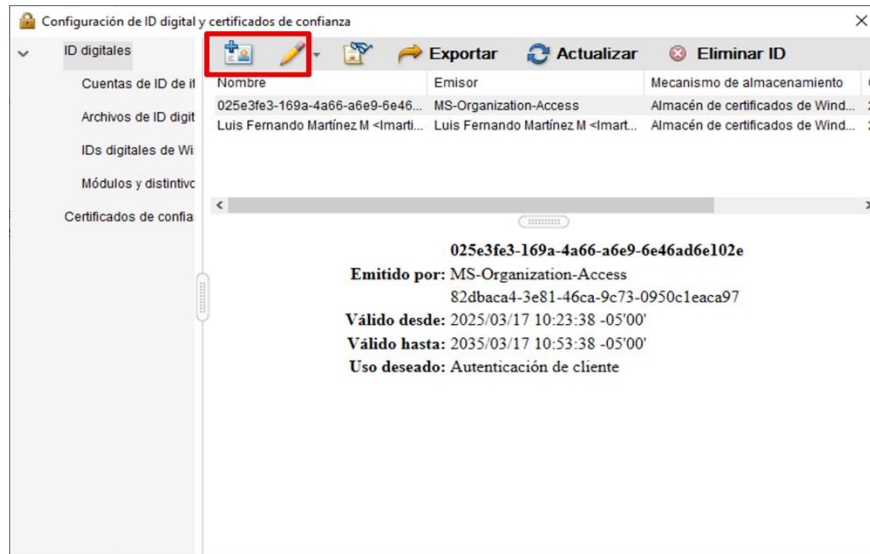 Configuración de ID digital y certificados de confianza
ID digitales
Exportar Actualizar Eliminar ID
Cuentas de ID de it
Archivos de ID digit
IDs digitales de Wi
Módulos y distintivo
Certificados de confia
Nombre Emisor Mecanismo de almacenamiento
025e3fe3-169a-4a66-a6e9-6e46... MS-Organization-Access Almacén de certificados de Wind...
Luis Fernando Martínez M <lmarti... Luis Fernando Martínez M <lmart... Almacén de certificados de Wind...
025e3fe3-169a-4a66-a6e9-6e46ad6e102e
Emitido por: MS-Organization-Access
82dbaca4-3e81-46ca-9c73-0950c1eaca97
Válido desde: 2025/03/17 10:23:38 -05'00'
Válido hasta: 2035/03/17 10:53:38 -05'00'
Uso deseado: Autenticación de cliente